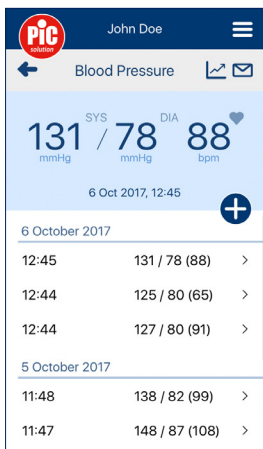 PiC
solution
John Doe
Blood Pressure
SYS DIA
131 / 78 88
mmHg mmHg bpm
6 Oct 2017, 12:45
6 October 2017
12:45 131 / 78 (88)
12:44 125 / 80 (65)
12:44 127 / 80 (91)
5 October 2017
11:48 138 / 82 (99)
11:47 148 / 87 (108)